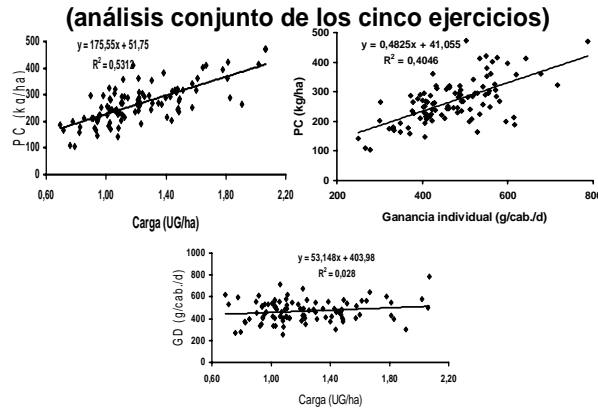 (análisis conjunto de los cinco ejercicios)
y = 175,55x + 51,75
R² = 0,5312
PC (kg/ha)
500
400
300
200
100
0
0,60
1,00
1,40
1,80
2,20
Carga (UG/ha)
y = 0,4825x + 41,055
R² = 0,4046
PC (kg/ha)
500
400
300
200
100
0
200
400
600
800
Ganancia individual (g/cab./d)
y = 53,148x + 403,98
R² = 0,028
GD (g/cab./d)
1000
800
600
400
200
0
0,60
1,00
1,40
1,80
2,20
Carga (UG/ha)